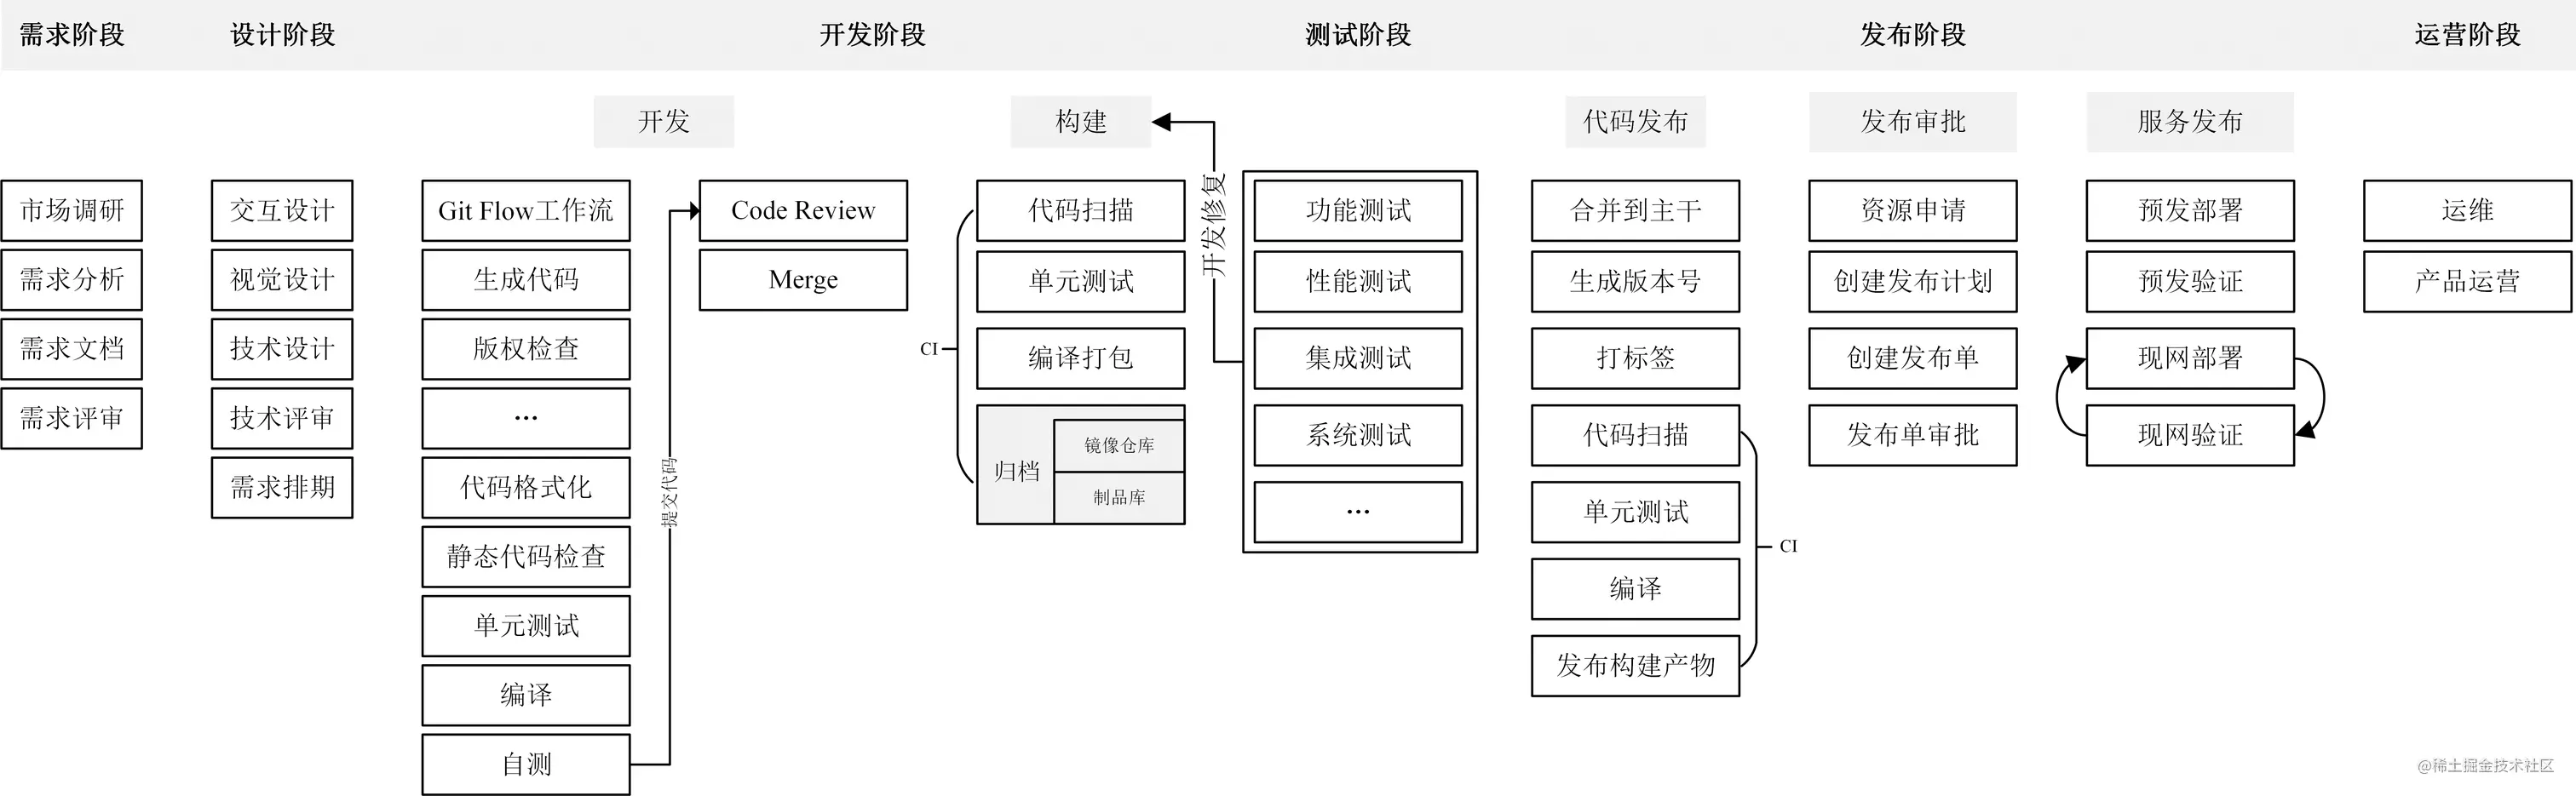 需求阶段
设计阶段
开发阶段
测试阶段
发布阶段
运营阶段
开发
构建
代码发布
发布审批
服务发布
市场调研
需求分析
需求文档
需求评审
交互设计
视觉设计
技术设计
技术评审
需求排期
Git Flow工作流
生成代码
版权检查
...
代码格式化
静态代码检查
单元测试
编译
自测
提交代码
Code Review
Merge
CI
代码扫描
单元测试
编译打包
归档
镜像仓库
制品库
开发修复
功能测试
性能测试
集成测试
系统测试
...
合并到主干
生成版本号
打标签
代码扫描
单元测试
编译
发布构建产物
CI
资源申请
创建发布计划
创建发布单
发布单审批
预发部署
预发验证
现网部署
现网验证
运维
产品运营
@稀土掘金技术社区